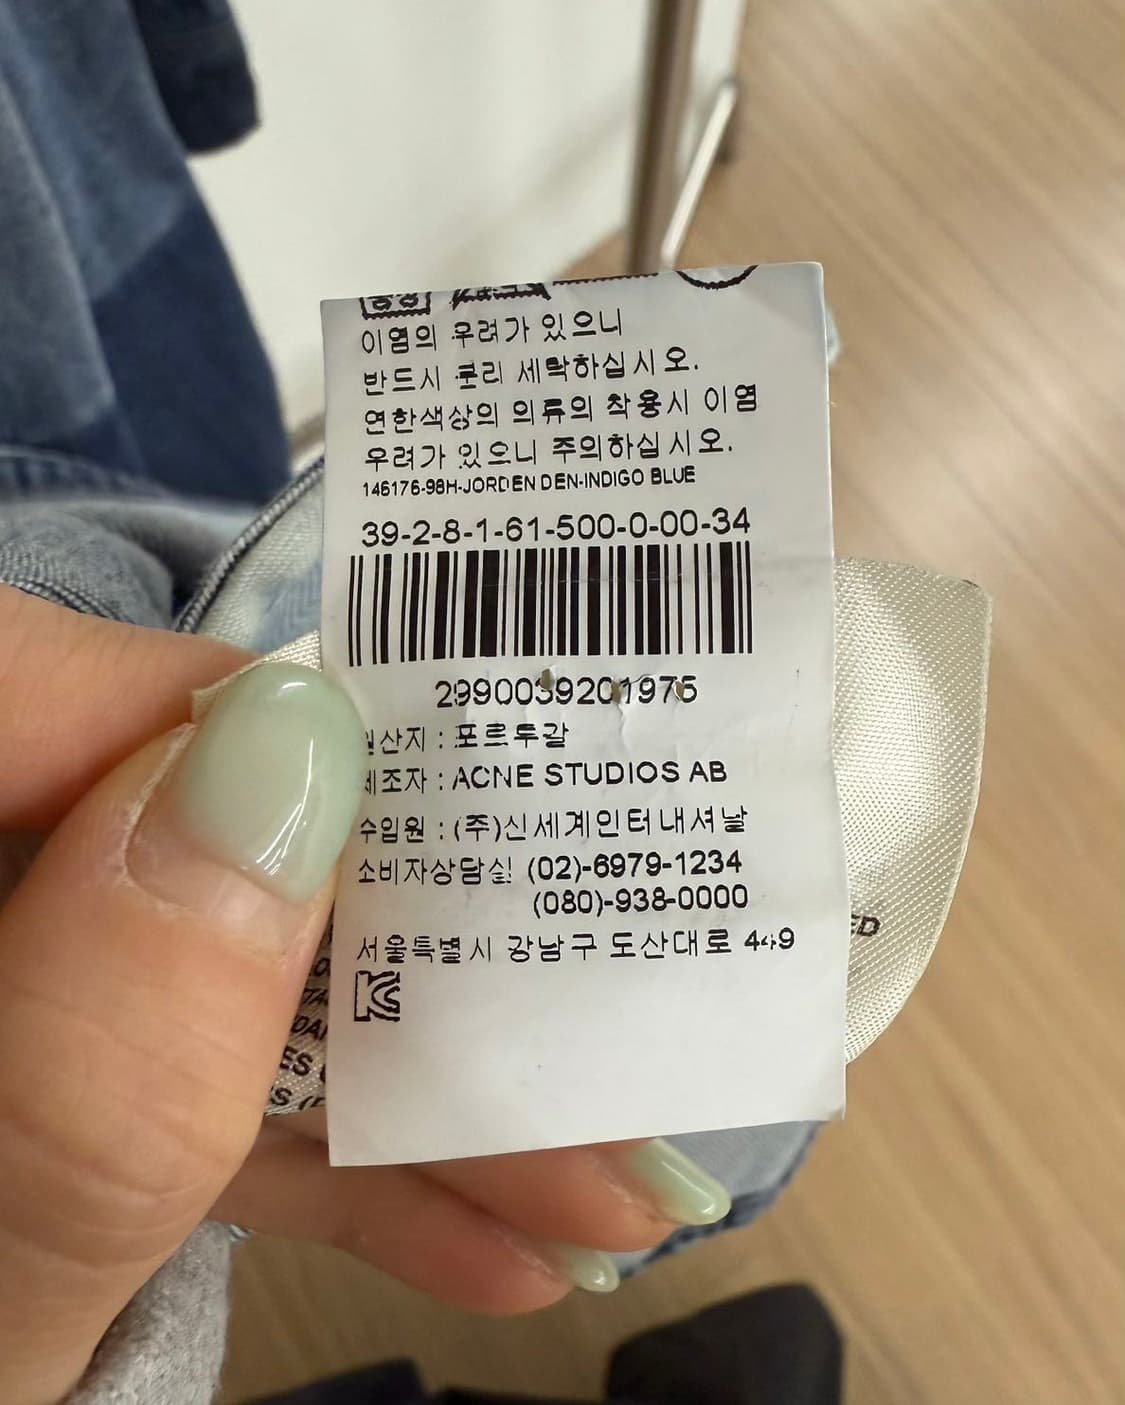 중성
이염의 우려가 있으니
반드시 분리 세탁하십시오.
연한색상의 의류의 착용시 이염
우려가 있으니 주의하십시오.
146176-98H-JORDEN DEN-INDIGO BLUE
39-2-8-1-61-500-0-00-34
2990039201975
원산지 : 포르투갈
제조자 : ACNE STUDIOS AB
수입원 : (주)신세계인터내셔날
소비자상담실 (02)-6979-1234
(080)-938-0000
서울특별시 강남구 도산대로 449
ED
ES